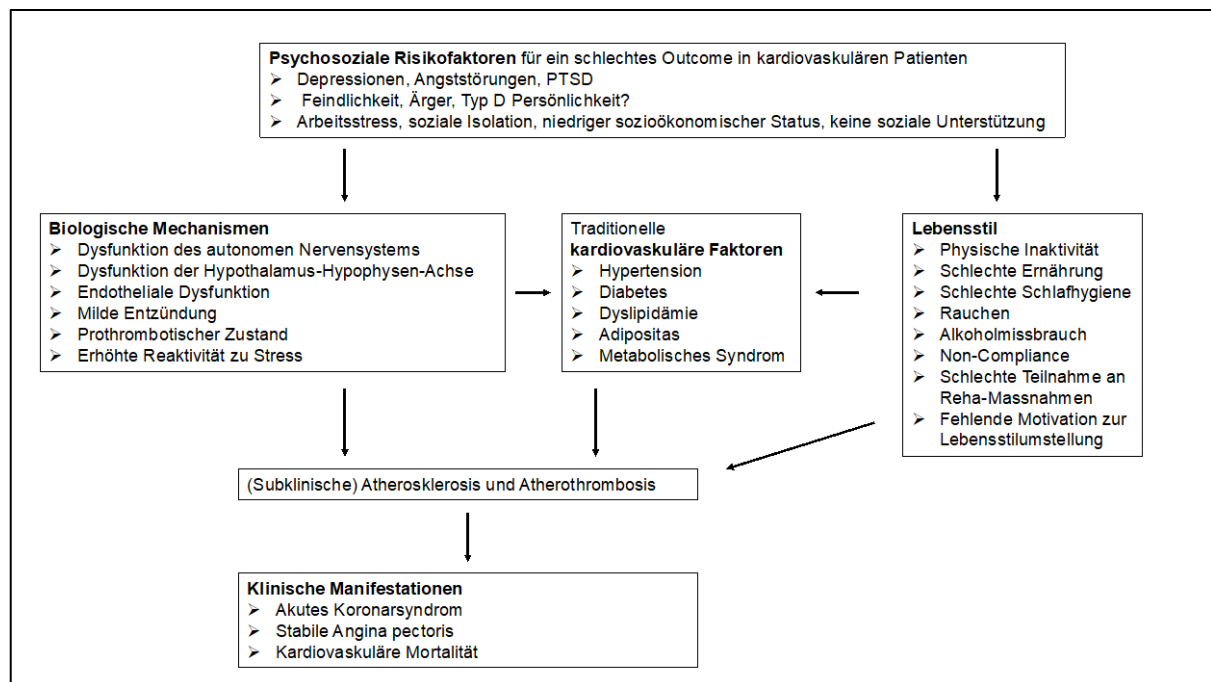 Psychosoziale Risikofaktoren für ein schlechtes Outcome in kardiovaskulären Patienten
➢ Depressionen, Angststörungen, PTSD
➢ Feindlichkeit, Ärger, Typ D Persönlichkeit?
➢ Arbeitsstress, soziale Isolation, niedriger sozioökonomischer Status, keine soziale Unterstützung
Biologische Mechanismen
➢ Dysfunktion des autonomen Nervensystems
➢ Dysfunktion der Hypothalamus-Hypophysen-Achse
➢ Endotheliale Dysfunktion
➢ Milde Entzündung
➢ Prothrombotischer Zustand
➢ Erhöhte Reaktivität zu Stress
Traditionelle
kardiovaskuläre Faktoren
➢ Hypertension
➢ Diabetes
➢ Dyslipidämie
➢ Adipositas
➢ Metabolisches Syndrom
Lebensstil
➢ Physische Inaktivität
➢ Schlechte Ernährung
➢ Schlechte Schlafhygiene
➢ Rauchen
➢ Alkoholmissbrauch
➢ Non-Compliance
➢ Schlechte Teilnahme an
Reha-Massnahmen
➢ Fehlende Motivation zur
Lebensstilumstellung
(Subklinische) Atherosklerosis und Atherothrombosis
Klinische Manifestationen
➢ Akutes Koronarsyndrom
➢ Stabile Angina pectoris
➢ Kardiovaskuläre Mortalität